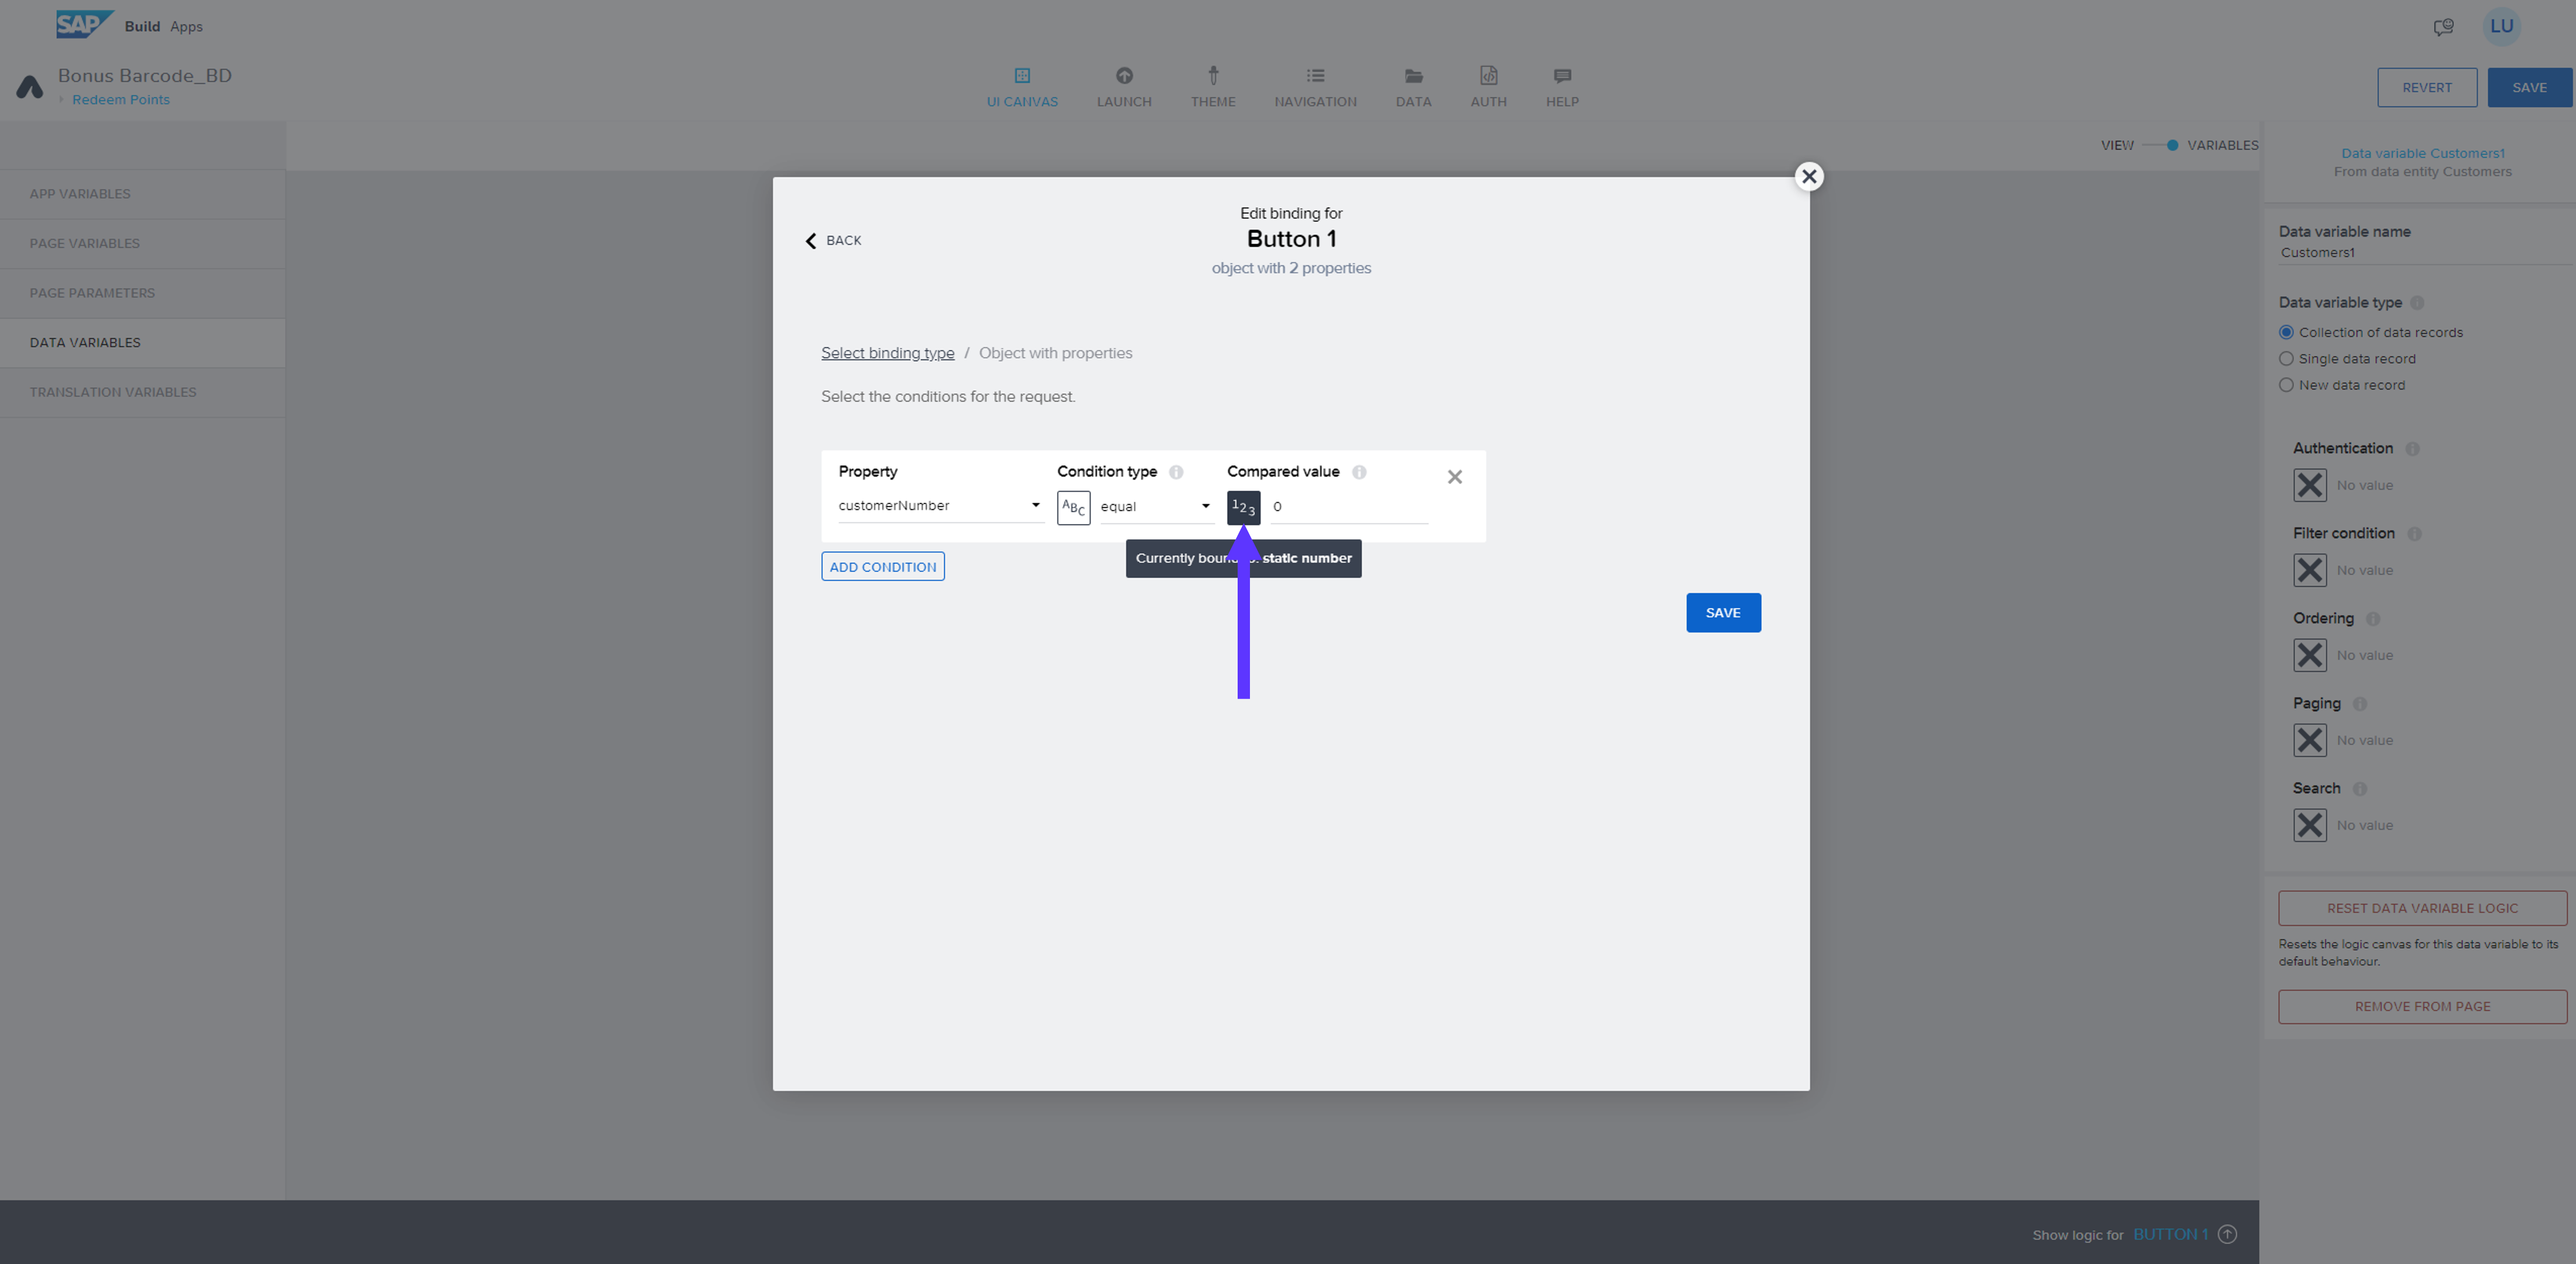 SAP Build Apps
LU
Bonus Barcode_BD
Redeem Points
UI CANVAS
LAUNCH
THEME
NAVIGATION
DATA
AUTH
HELP
REVERT
SAVE
VIEW
VARIABLES
APP VARIABLES
PAGE VARIABLES
PAGE PARAMETERS
DATA VARIABLES
TRANSLATION VARIABLES
BACK
Edit binding for
Button 1
object with 2 properties
Select binding type / Object with properties
Select the conditions for the request.
Property
Condition type
Compared value
customerNumber
ABC
equal
123
0
Currently static number
ADD CONDITION
SAVE
Data variable Customers1
From data entity Customers
Data variable name
Customers1
Data variable type
Collection of data records
Single data record
New data record
Authentication
No value
Filter condition
No value
Ordering
No value
Paging
No value
Search
No value
RESET DATA VARIABLE LOGIC
Resets the logic canvas for this data variable to its
default behaviour.
REMOVE FROM PAGE
Show logic for BUTTON 1